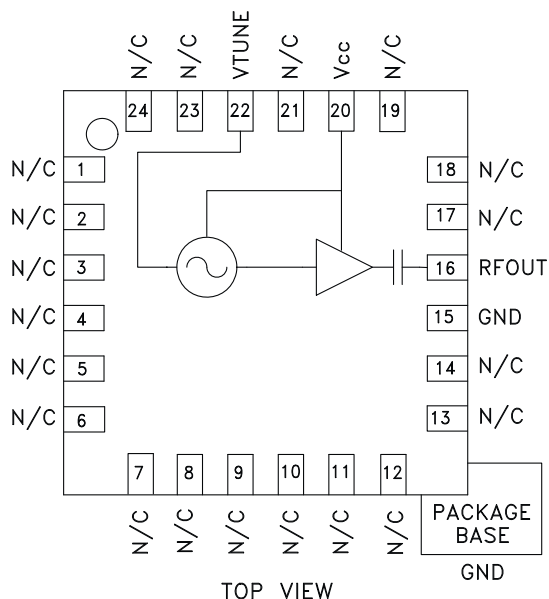 N/C N/C VTUNE N/C Vcc N/C
24 23 22 21 20 19
N/C 1 18 N/C
N/C 2 17 N/C
N/C 3 16 RFOUT
N/C 4 15 GND
N/C 5 14 N/C
N/C 6 13 N/C
7 8 9 10 11 12
N/C N/C N/C N/C N/C N/C
PACKAGE
BASE
GND
TOP VIEW